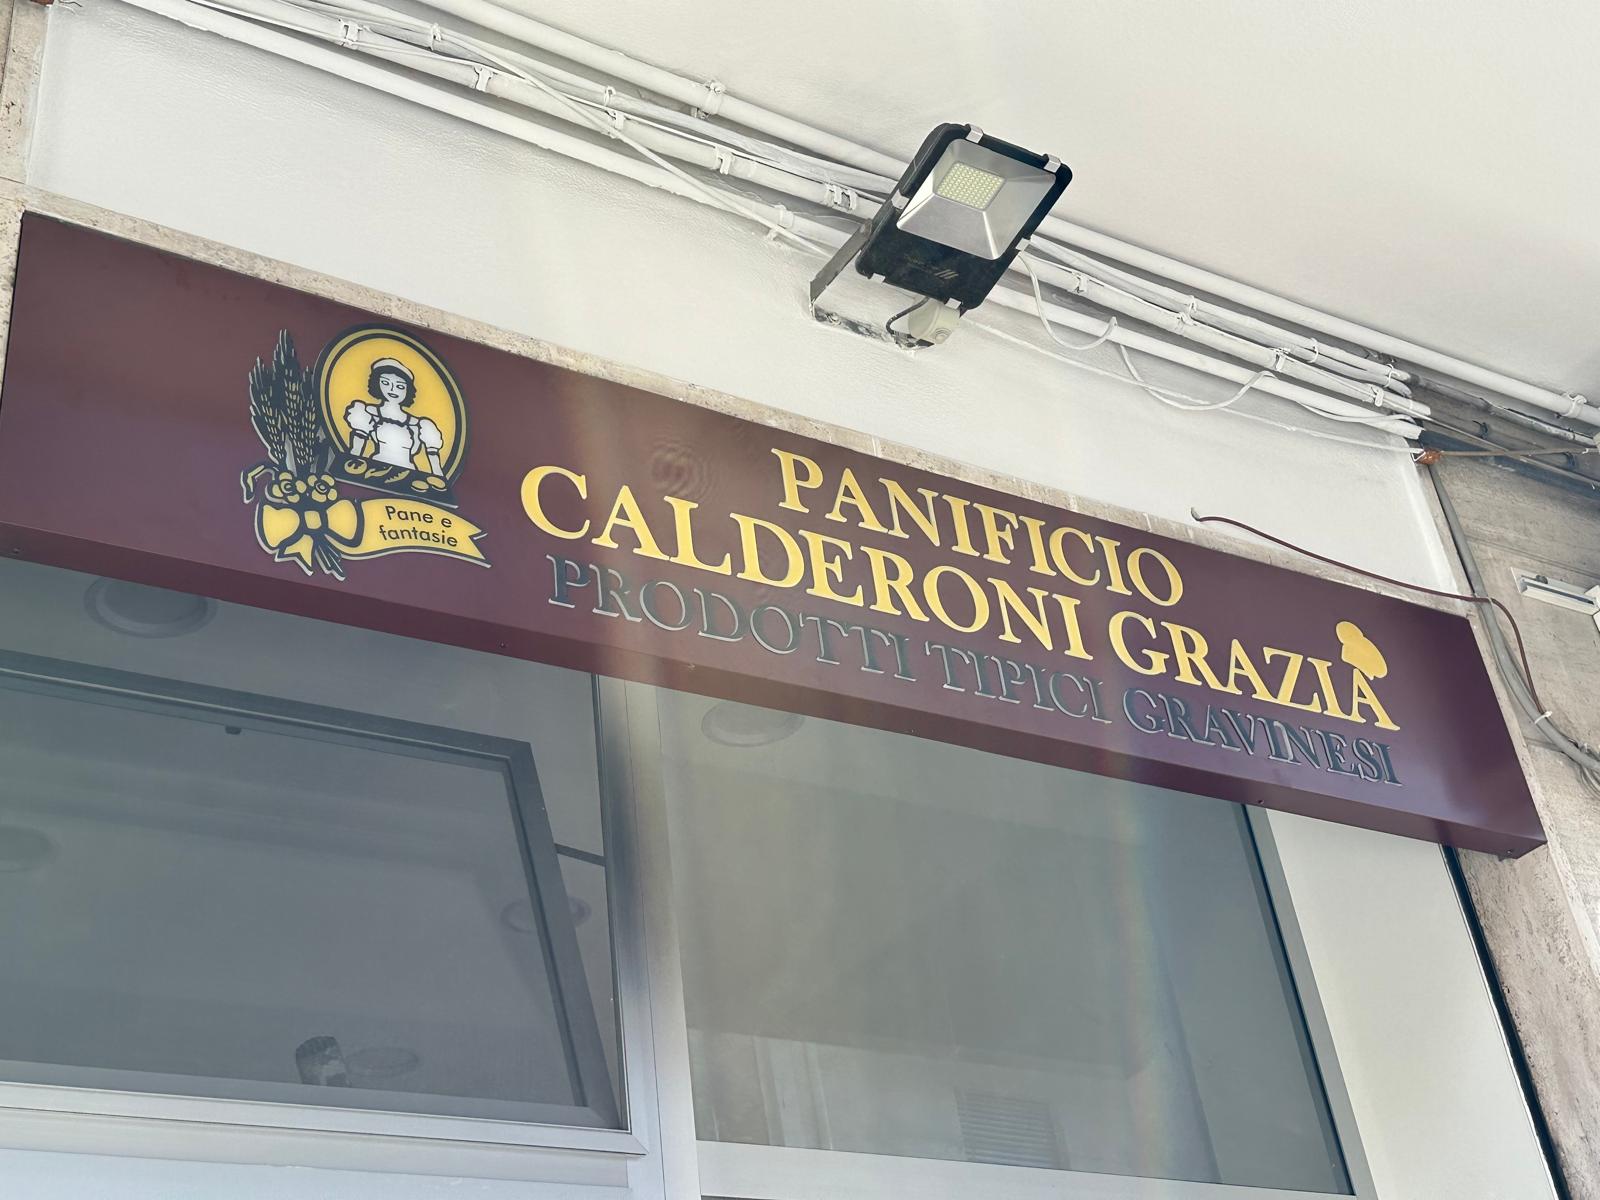 Pane e
fantasie
PANIFICIO
CALDERONI GRAZIA
PRODOTTI TIPICI GRAVINESI